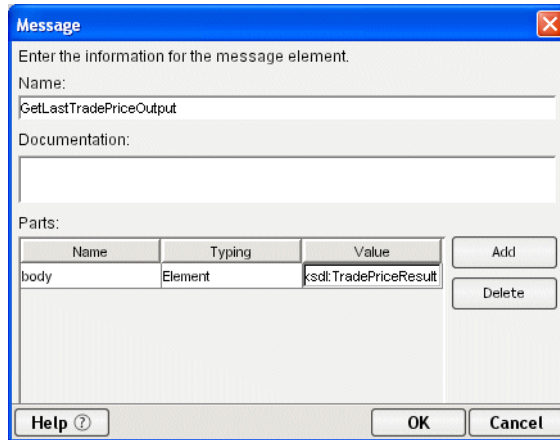 Message
Enter the information for the message element.
Name:
GetLastTradePriceOutput
Documentation:
Parts:
Name Typing Value Add
body Element xsdl:TradePriceResult
Delete
Help ? OK Cancel